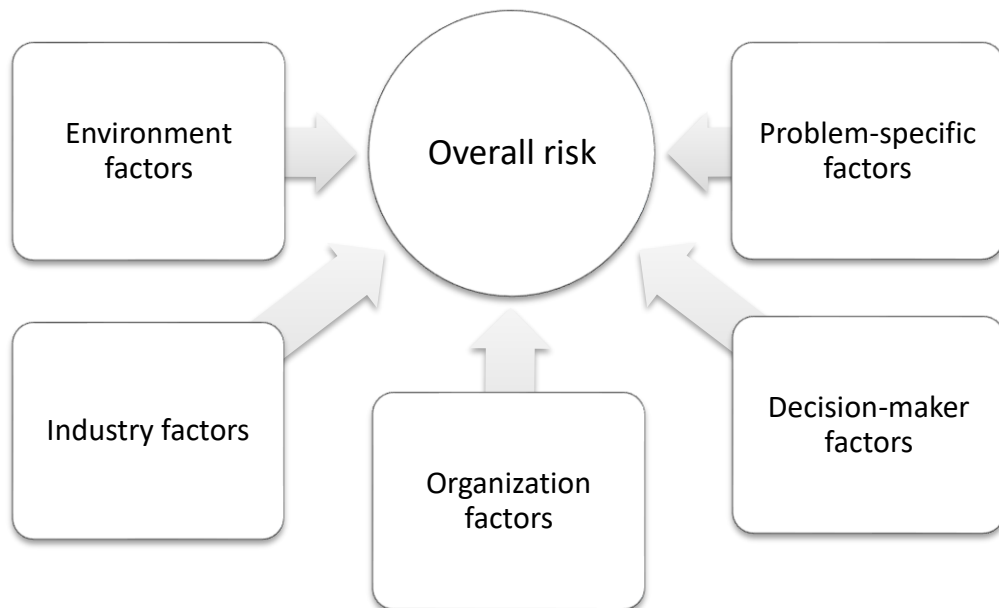 Environment
factors
Overall risk
Problem-specific
factors
Industry factors
Organization
factors
Decision-maker
factors